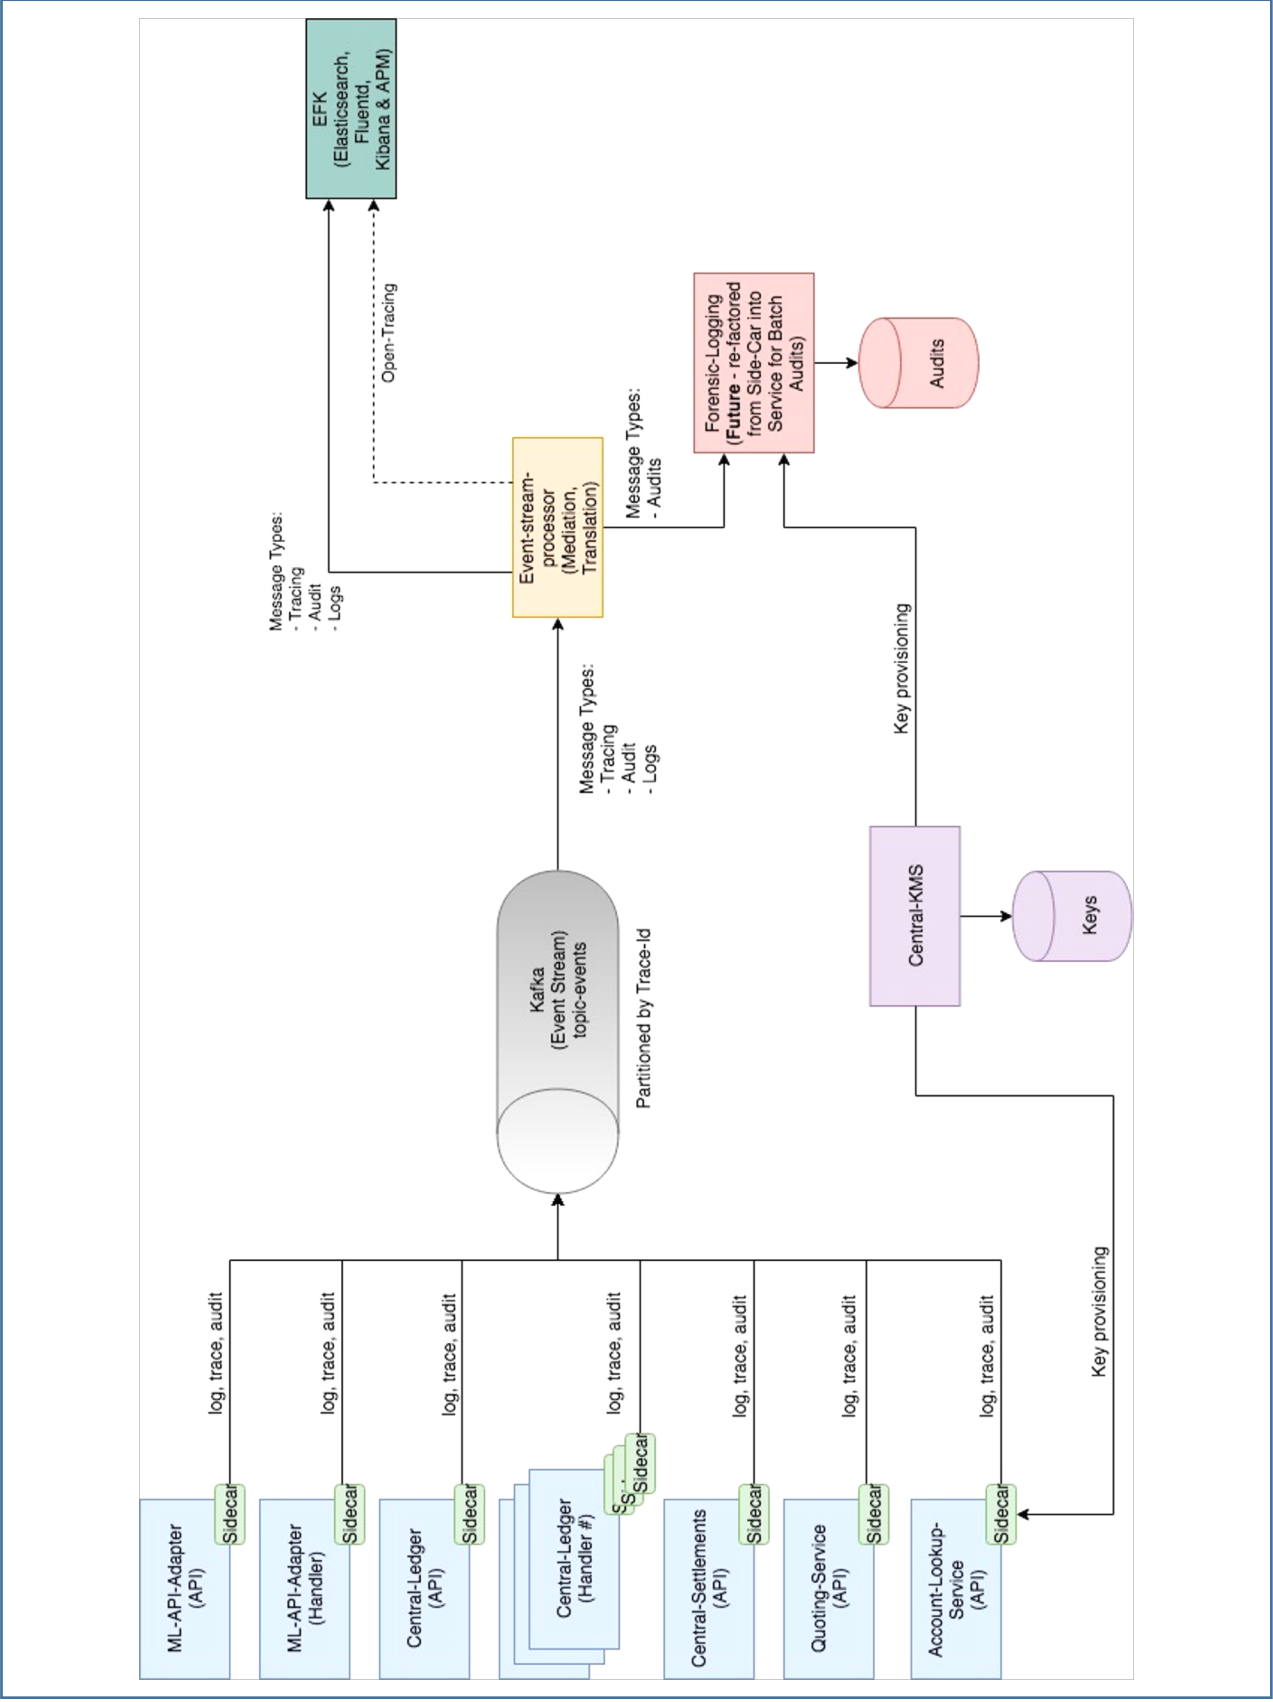 ML-API-Adapter
(API)
Sidecar
log, trace, audit
ML-API-Adapter
(Handler)
Sidecar
log, trace, audit
Central-Ledger
(API)
Sidecar
log, trace, audit
Central-Ledger
(Handler #)
S
S
Sidecar
log, trace, audit
Central-Settlements
(API)
Sidecar
log, trace, audit
Quoting-Service
(API)
Sidecar
log, trace, audit
Account-Lookup-
Service
(API)
Sidecar
log, trace, audit
Key provisioning
Kafka
(Event Stream)
topic-events
Partitioned by Trace-Id
Central-KMS
Keys
Key provisioning
Message Types:
- Tracing
- Audit
- Logs
Event-stream-
processor
(Mediation,
Translation)
Message Types:
- Tracing
- Audit
- Logs
Open-Tracing
Message Types:
- Audits
Forensic-Logging
(Future - re-factored
from Side-Car into
Service for Batch
Audits)
Audits
EFK
(Elasticsearch,
Fluentd,
Kibana & APM)